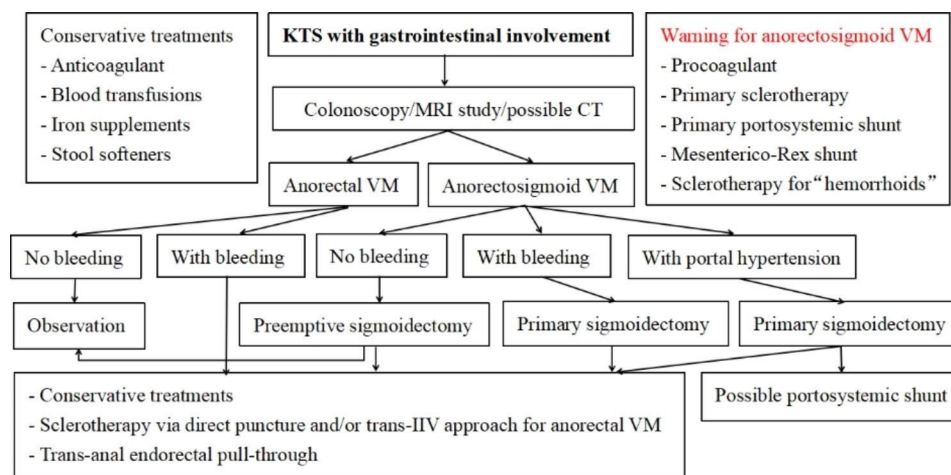 Conservative treatments
- Anticoagulant
- Blood transfusions
- Iron supplements
- Stool softeners
KTS with gastrointestinal involvement
Warning for anorectosigmoid VM
- Procoagulant
- Primary sclerotherapy
- Primary portosystemic shunt
- Mesenterico-Rex shunt
- Sclerotherapy for“hemorrhoids”
Colonoscopy/MRI study/possible CT
Anorectal VM
Anorectosigmoid VM
No bleeding
With bleeding
No bleeding
With bleeding
With portal hypertension
Observation
Preemptive sigmoidectomy
Primary sigmoidectomy
Primary sigmoidectomy
- Conservative treatments
- Sclerotherapy via direct puncture and/or trans-IIV approach for anorectal VM
- Trans-anal endorectal pull-through
Possible portosystemic shunt